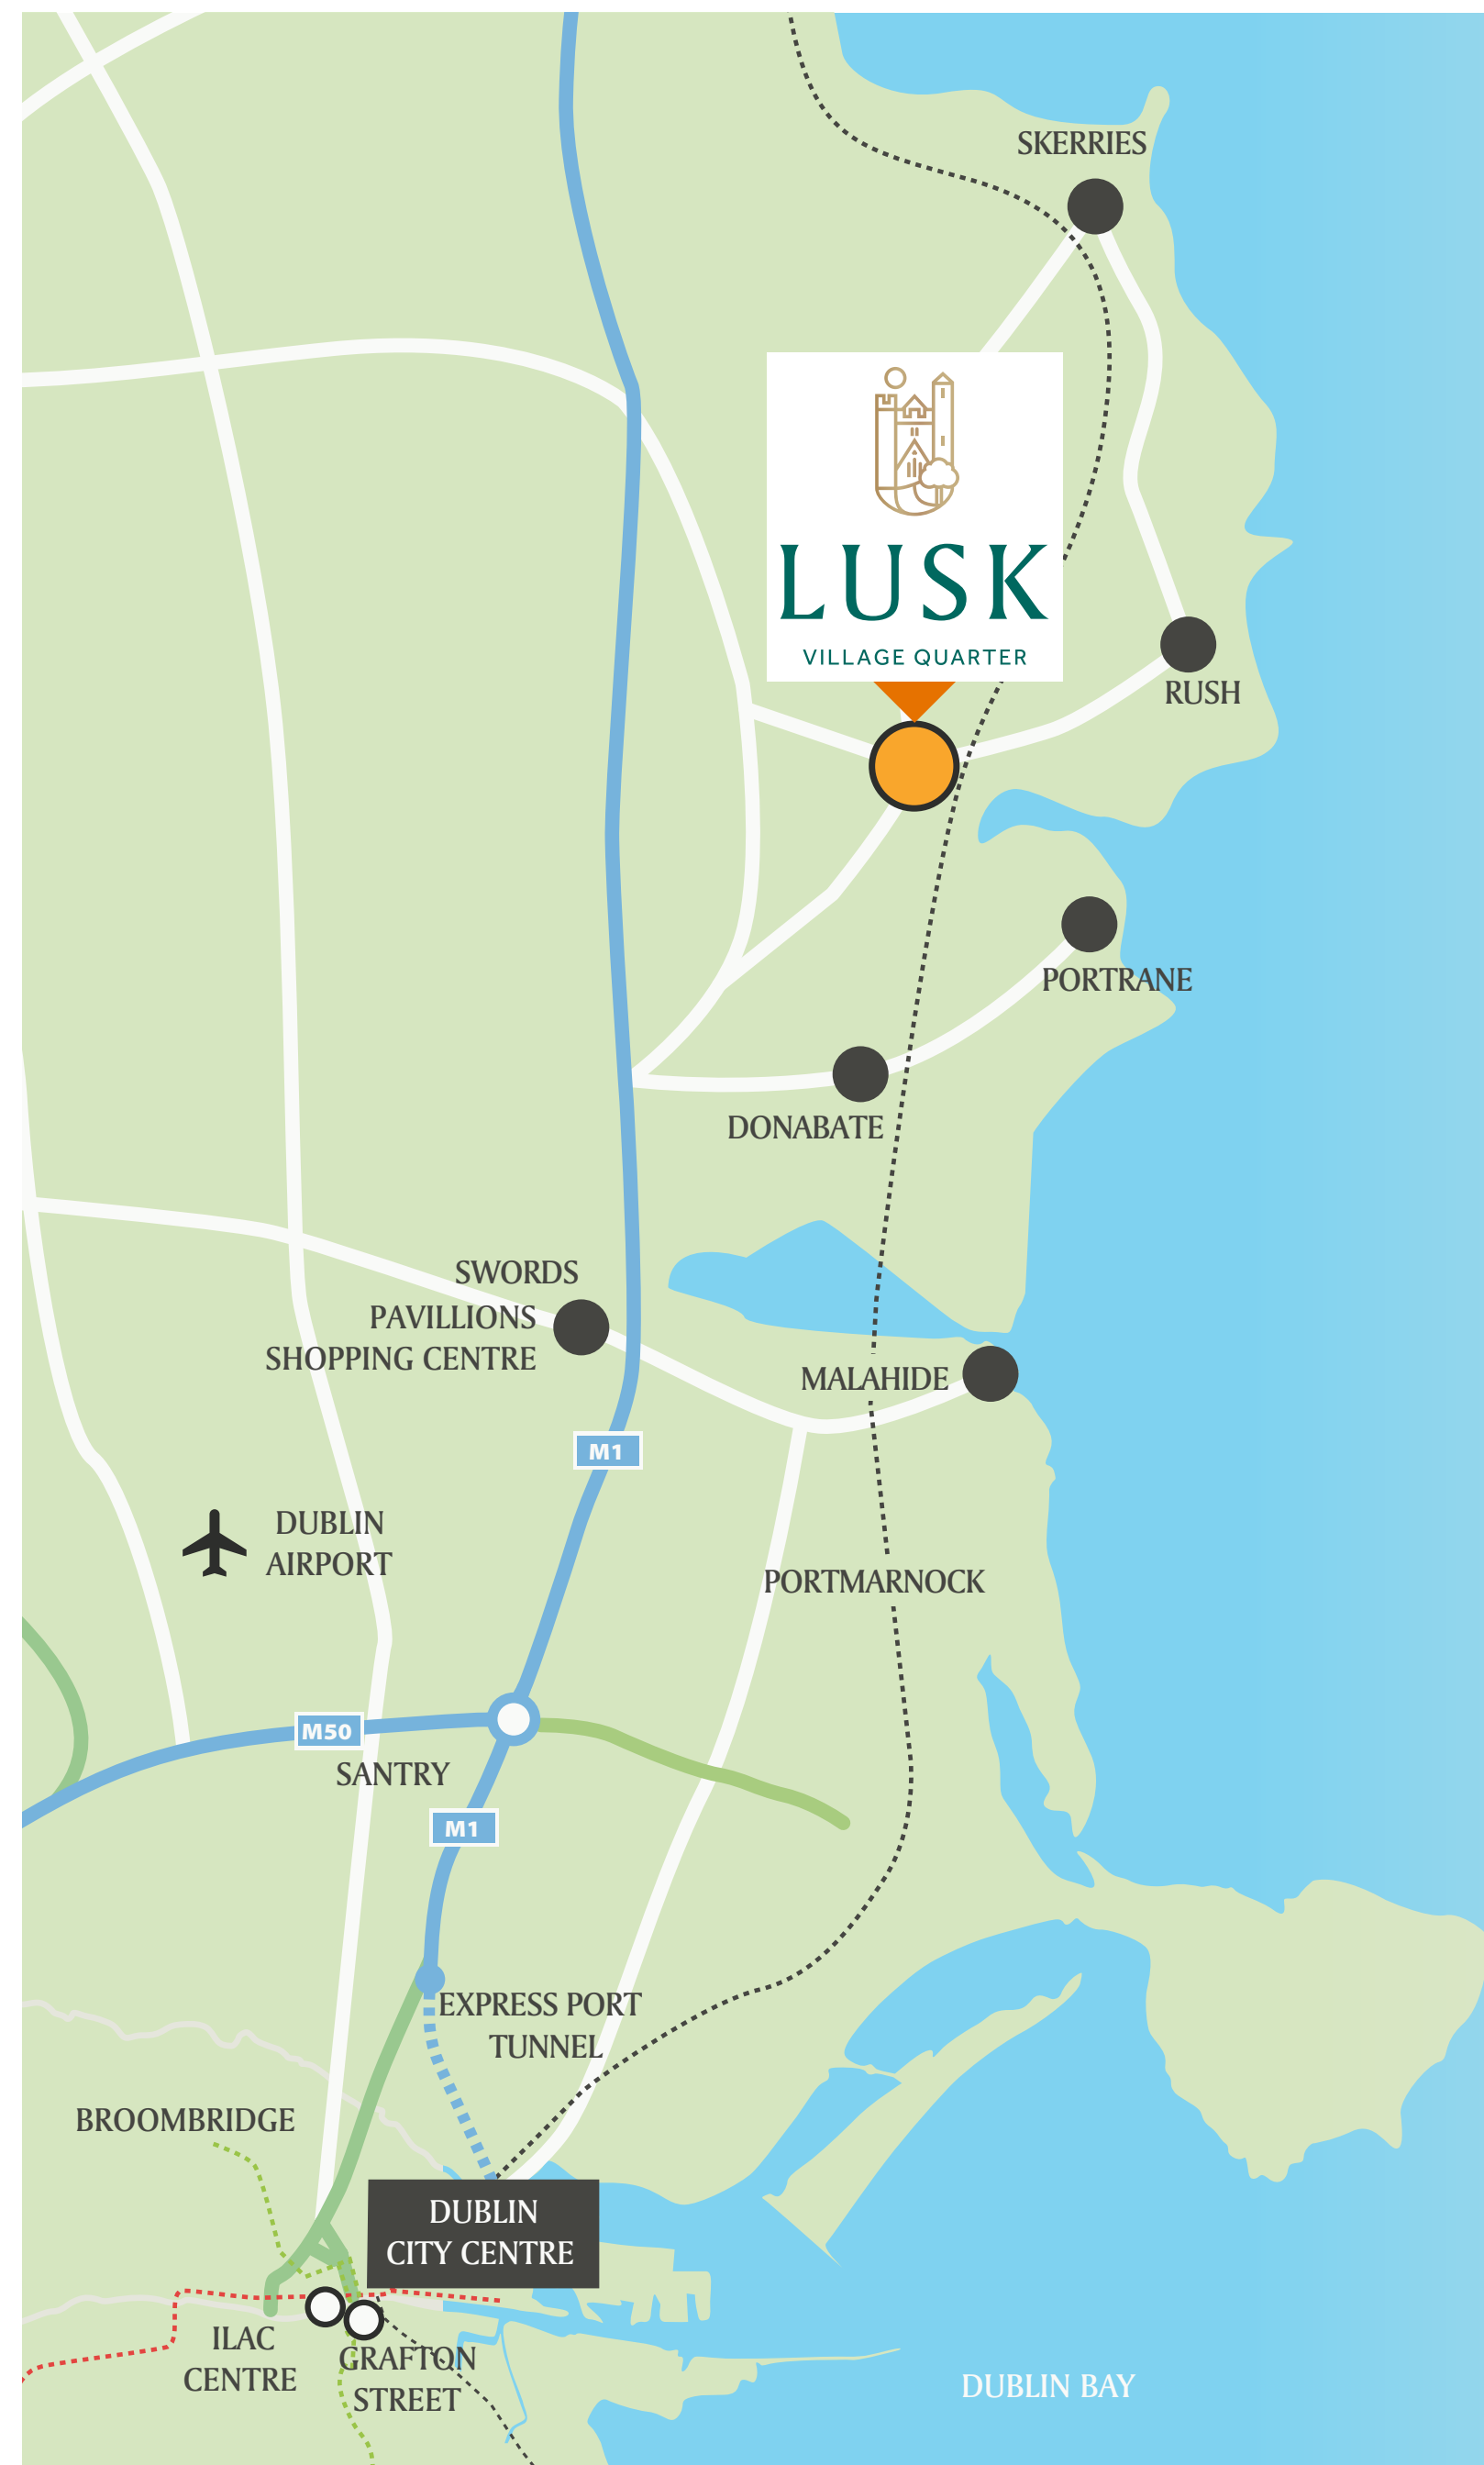 SKERRIES
LUSK
VILLAGE QUARTER
RUSH
PORTRANE
DONABATE
SWORDS
PAVILLIONS
SHOPPING CENTRE
MALAHIDE
M1
DUBLIN
AIRPORT
PORTMARNOCK
M50
SANTRY
M1
EXPRESS PORT
TUNNEL
BROOMBRIDGE
DUBLIN
CITY CENTRE
ILAC
CENTRE
GRAFTON
STREET
DUBLIN BAY